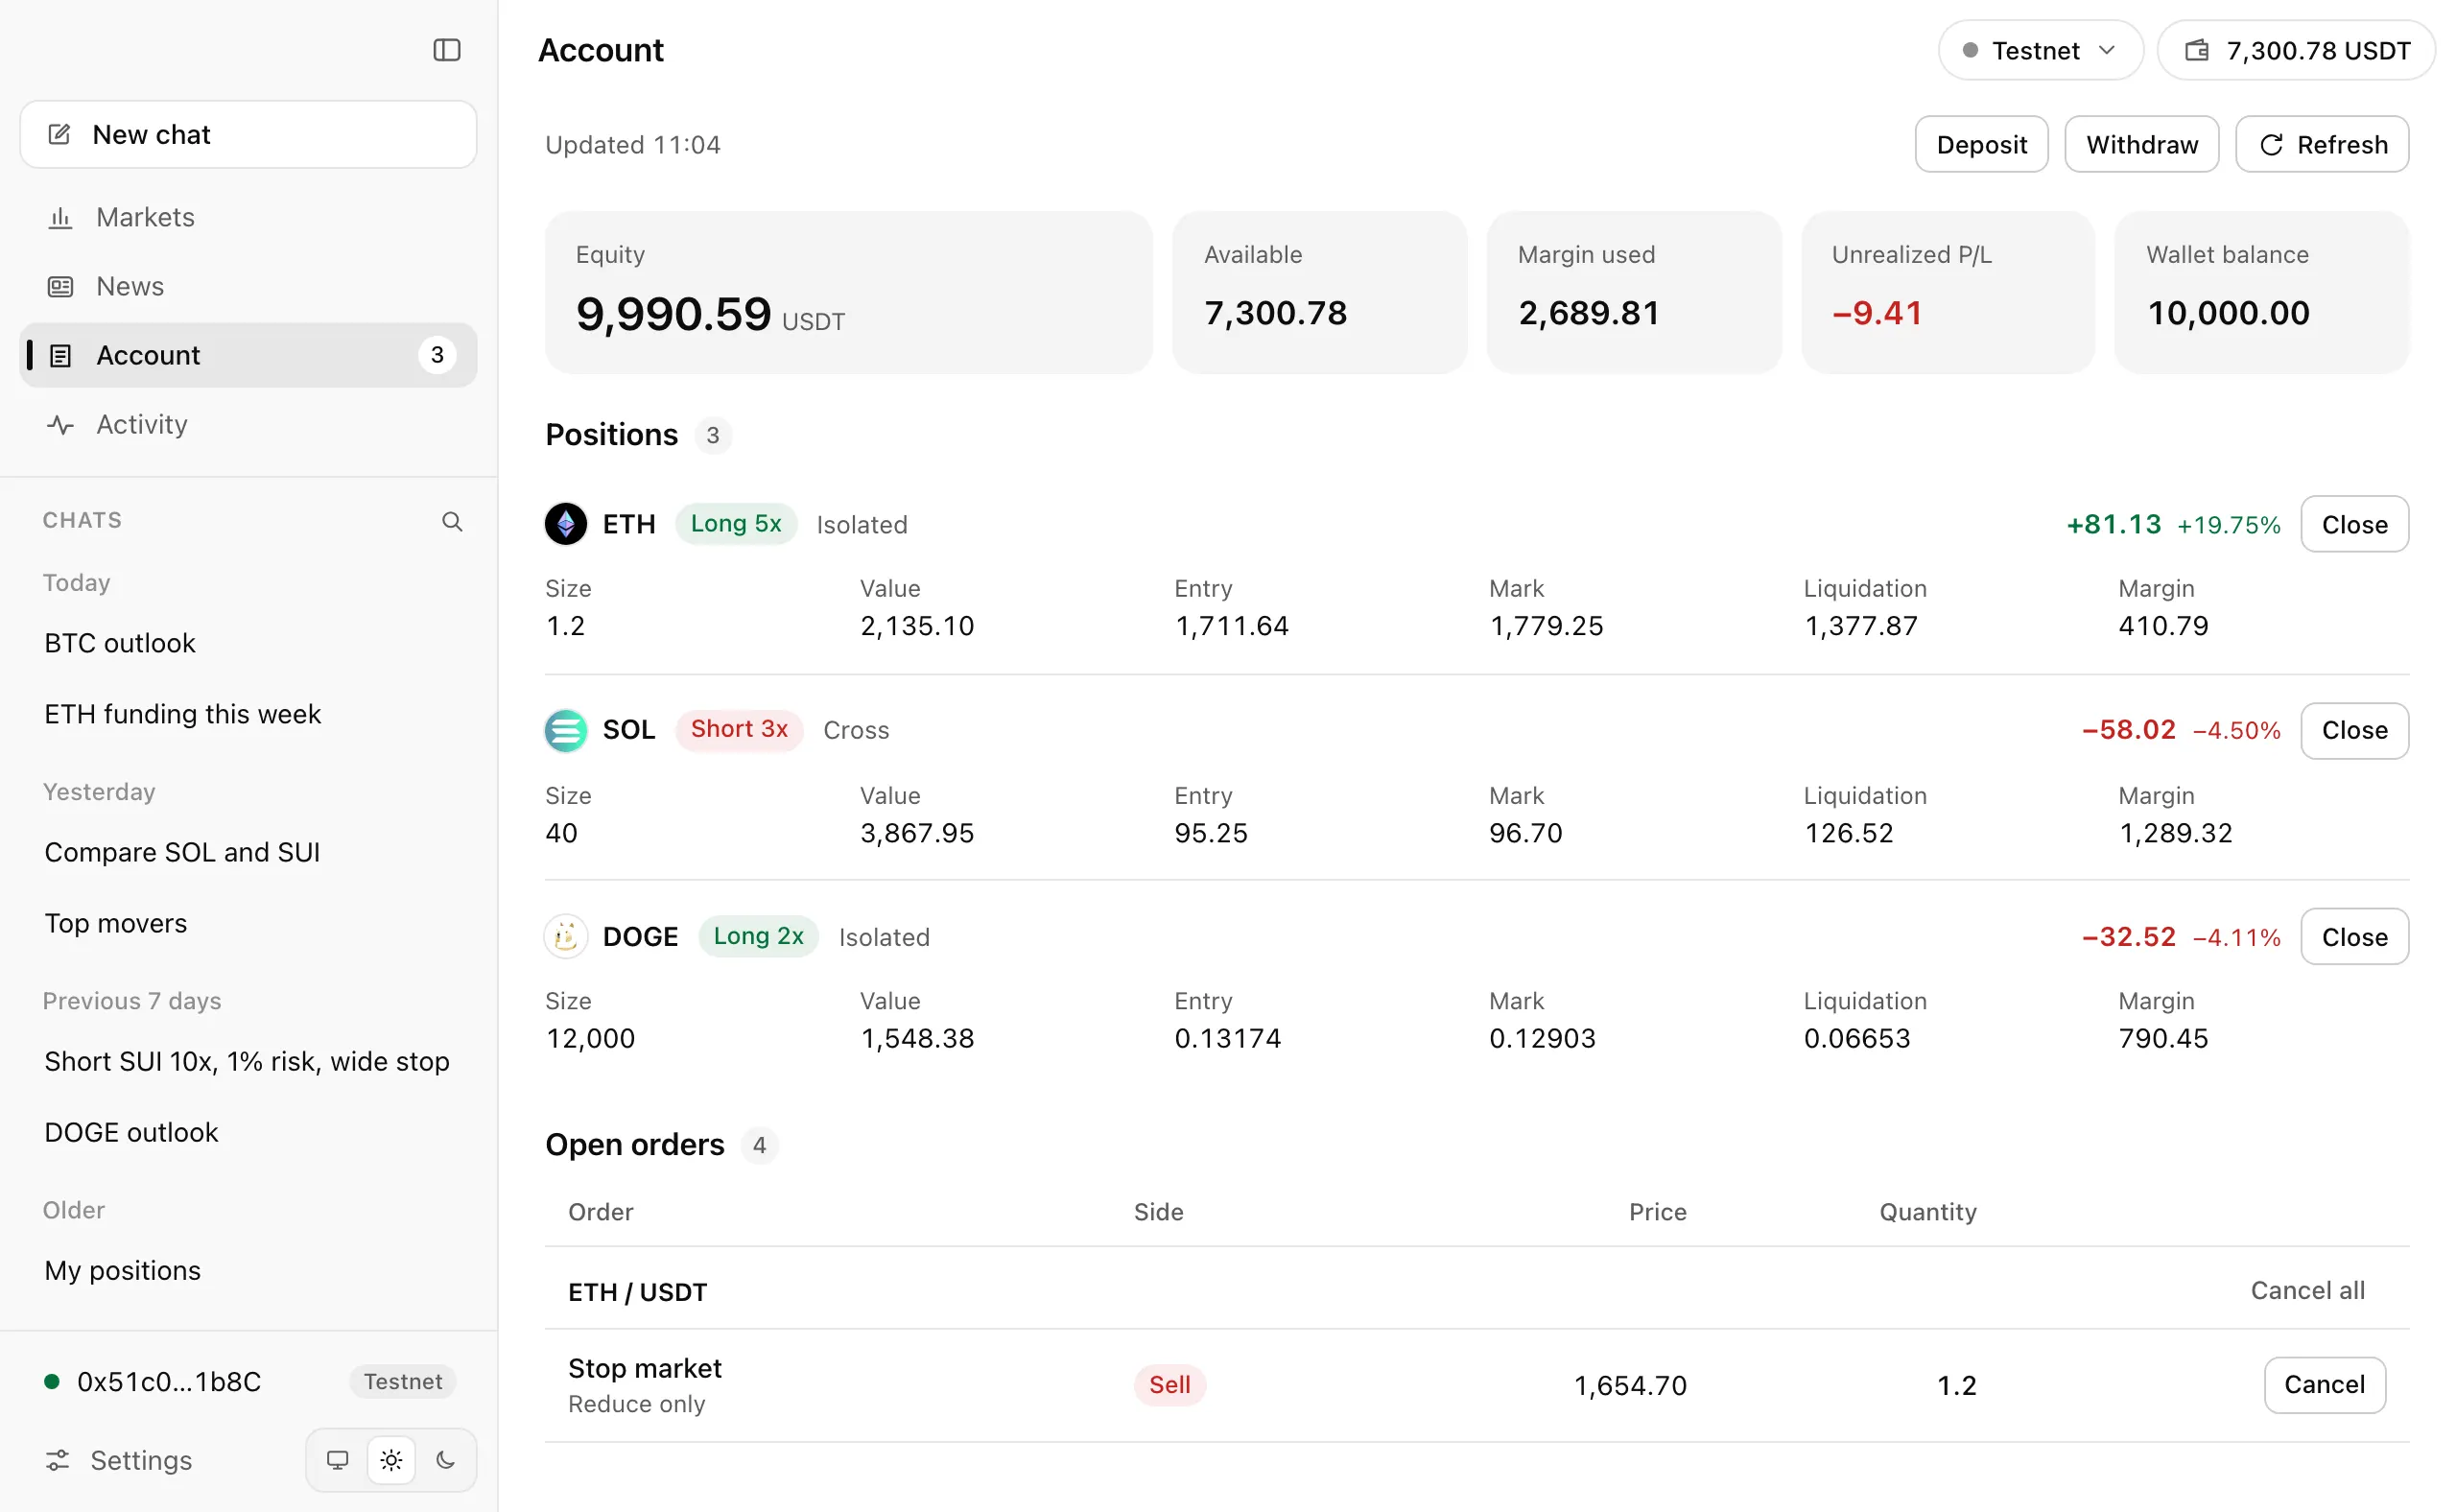 New chat
Markets
News
Account 3
Activity
CHATS
Today
BTC outlook
ETH funding this week
Yesterday
Compare SOL and SUI
Top movers
Previous 7 days
Short SUI 10x, 1% risk, wide stop
DOGE outlook
Older
My positions
0x51c0...1b8C Testnet
Settings
Account
Testnet 7,300.78 USDT
Updated 11:04
Deposit Withdraw Refresh
Equity Available Margin used Unrealized P/L Wallet balance
9,990.59 USDT 7,300.78 2,689.81 −9.41 10,000.00
Positions 3
ETH Long 5x Isolated +81.13 +19.75% Close
Size Value Entry Mark Liquidation Margin
1.2 2,135.10 1,711.64 1,779.25 1,377.87 410.79
SOL Short 3x Cross −58.02 −4.50% Close
Size Value Entry Mark Liquidation Margin
40 3,867.95 95.25 96.70 126.52 1,289.32
DOGE Long 2x Isolated −32.52 −4.11% Close
Size Value Entry Mark Liquidation Margin
12,000 1,548.38 0.13174 0.12903 0.06653 790.45
Open orders 4
Order Side Price Quantity
ETH / USDT Cancel all
Stop market Sell 1,654.70 1.2 Cancel
Reduce only